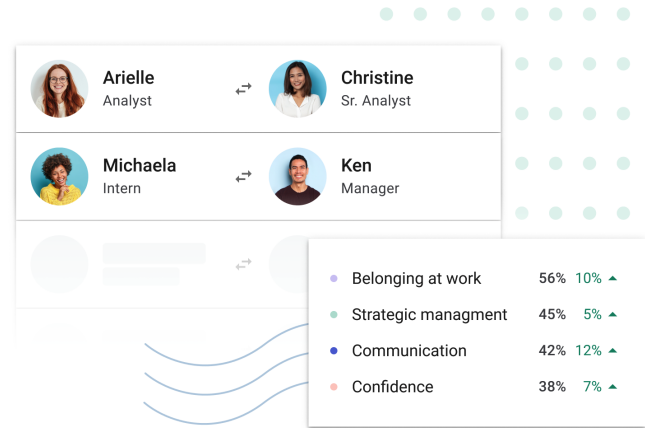 Arielle
Analyst
Christine
Sr. Analyst
Michaela
Intern
Ken
Manager
Belonging at work 56% 10%
Strategic managment 45% 5%
Communication 42% 12%
Confidence 38% 7%